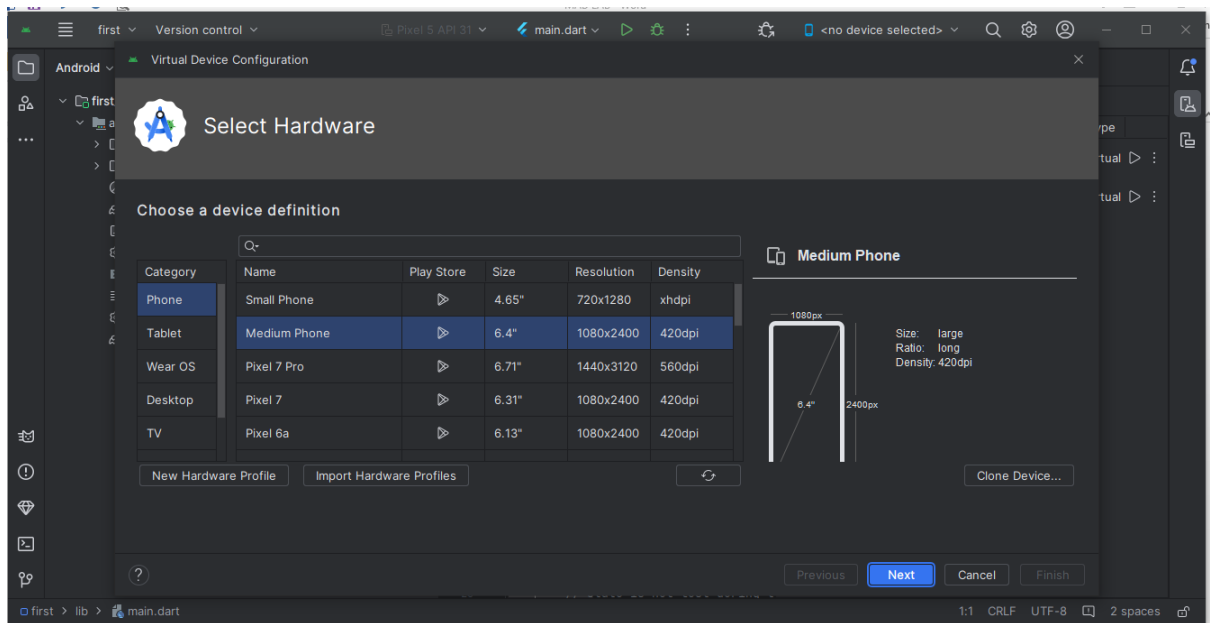 first Version control Pixel 5 API 31 main.dart <no device selected>
Android Virtual Device Configuration
first
Select Hardware
Choose a device definition
Medium Phone
Category Name Play Store Size Resolution Density
Phone Small Phone 4.65" 720x1280 xhdpi
Tablet Medium Phone 6.4" 1080x2400 420dpi
Wear OS Pixel 7 Pro 6.71" 1440x3120 560dpi
Desktop Pixel 7 6.31" 1080x2400 420dpi
TV Pixel 6a 6.13" 1080x2400 420dpi
1080px
Size: large
Ratio: long
Density: 420dpi
6.4" 2400px
New Hardware Profile Import Hardware Profiles Clone Device...
? Previous Next Cancel Finish
first > lib > main.dart 1:1 CRLF UTF-8 2 spaces